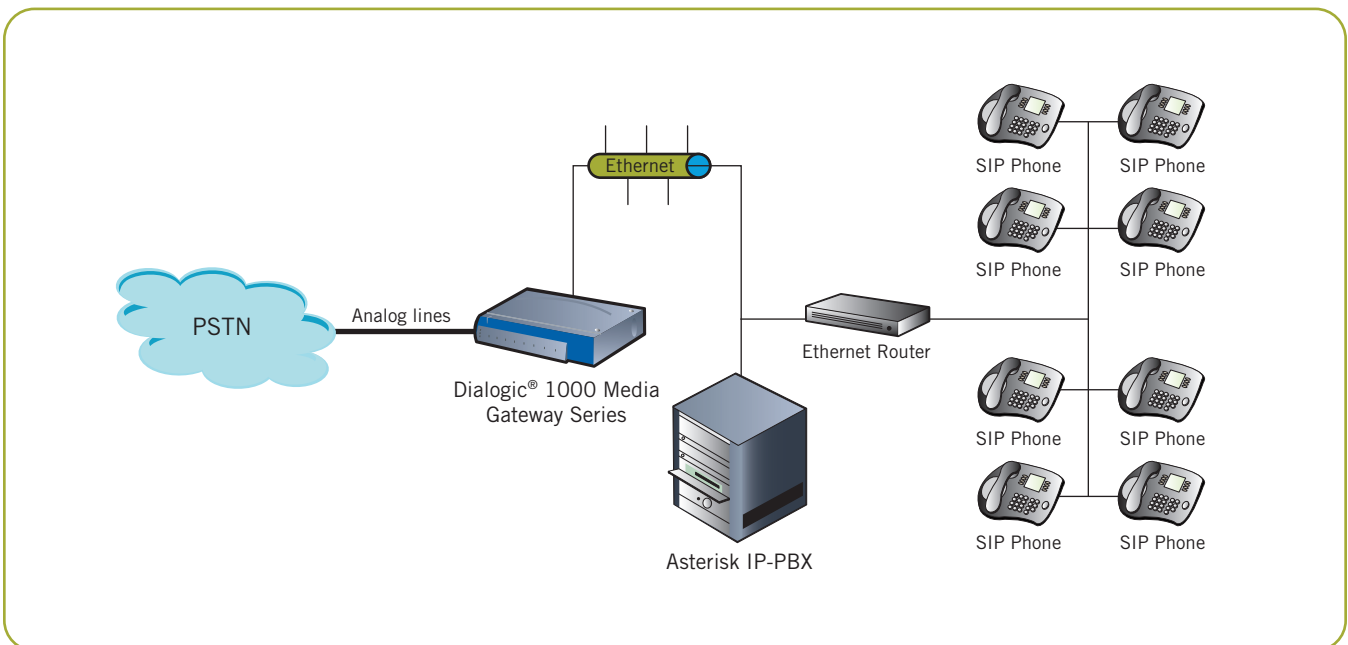 Ethernet
SIP Phone
SIP Phone
SIP Phone
SIP Phone
PSTN
Analog lines
Dialogic® 1000 Media
Gateway Series
Ethernet Router
Asterisk IP-PBX
SIP Phone
SIP Phone
SIP Phone
SIP Phone